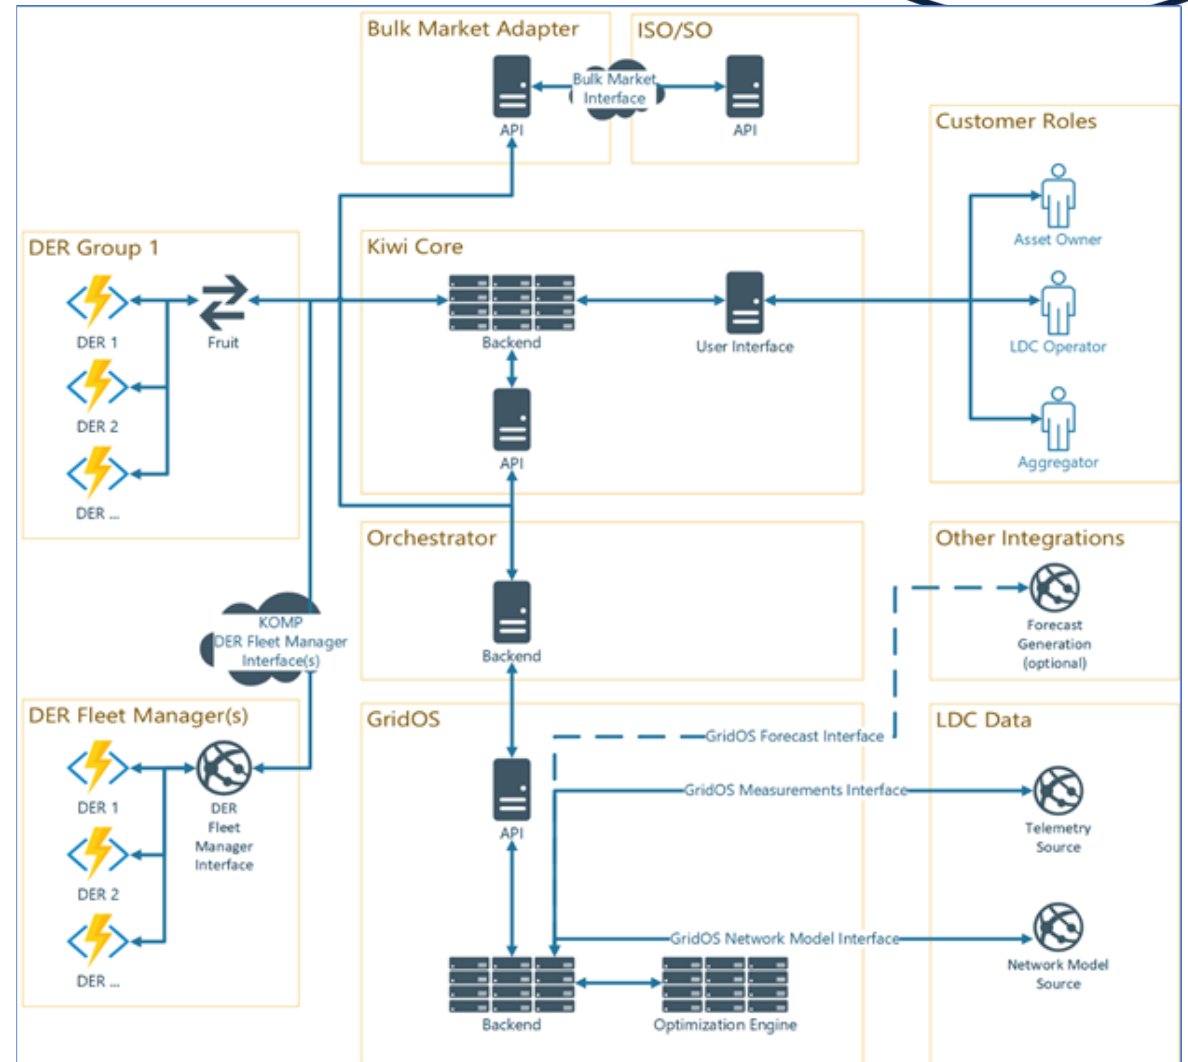 Bulk Market Adapter
ISO/SO
Bulk Market
Interface
API
API
Customer Roles
Asset Owner
LDC Operator
Aggregator
DER Group 1
DER 1
Fruit
DER 2
DER ...
Kiwi Core
Backend
User Interface
API
Orchestrator
Backend
Other Integrations
Forecast
Generation
(optional)
KOMP
DER Fleet Manager
Interface(s)
DER Fleet Manager(s)
DER 1
DER
Fleet
Manager
Interface
DER 2
DER ...
GridOS
GridOS Forecast Interface
GridOS Measurements Interface
API
GridOS Network Model Interface
Backend
Optimization Engine
LDC Data
Telemetry
Source
Network Model
Source